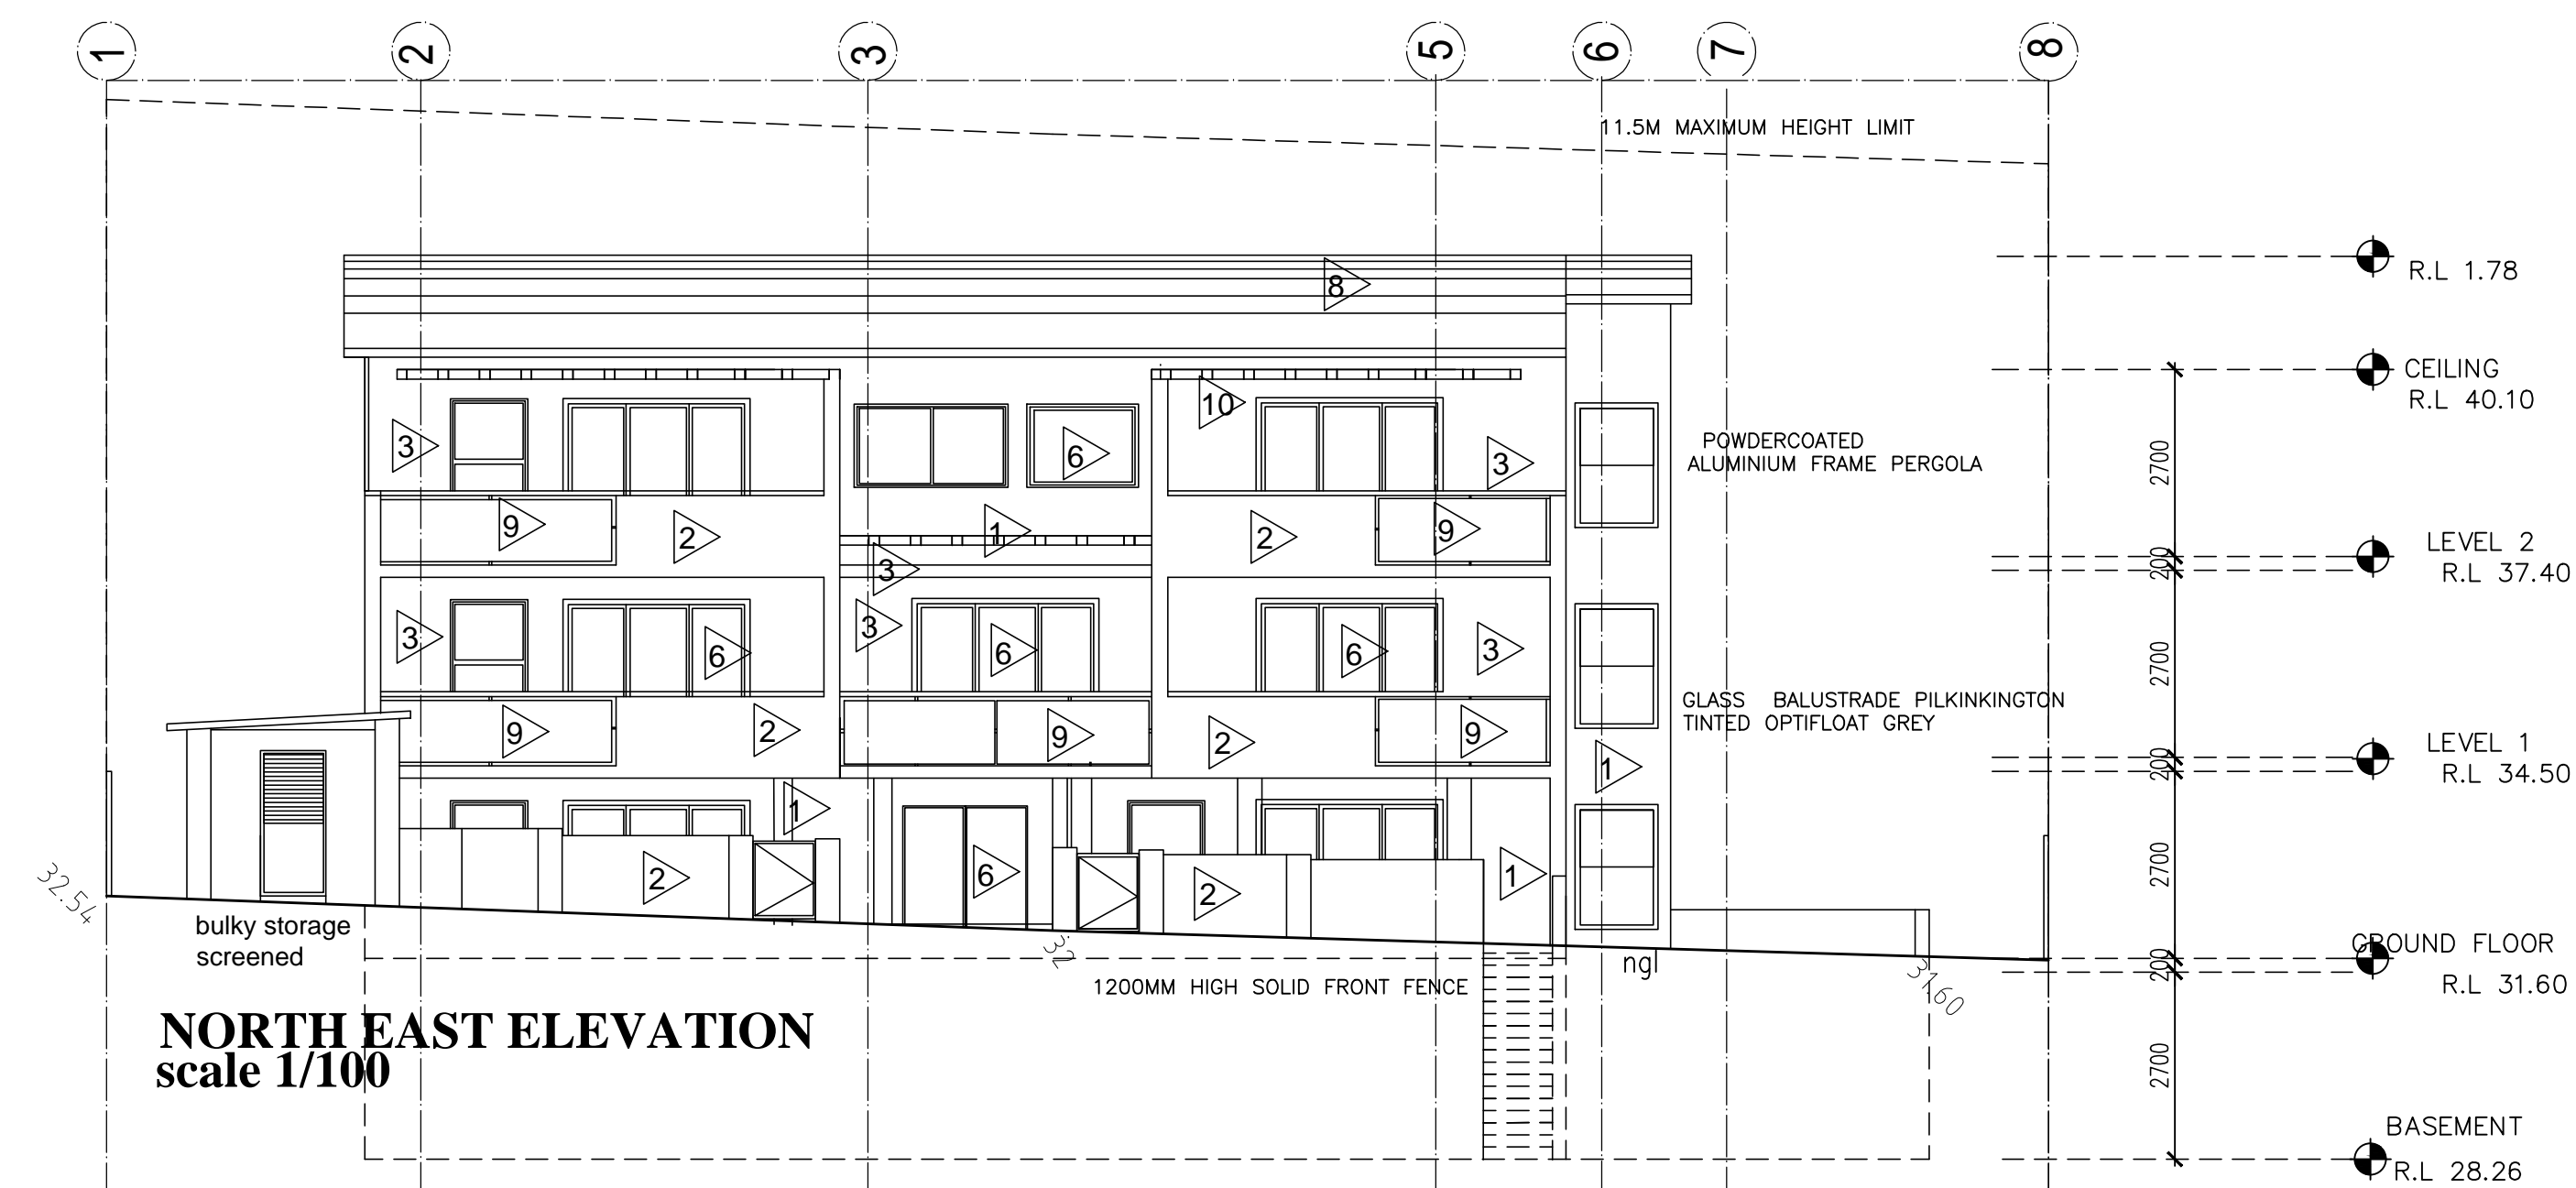 1 2 3 5 6 7 8
11.5M MAXIMUM HEIGHT LIMIT
8
R.L 1.78
CEILING
R.L 40.10
10
3
6
3
POWDERCOATED
ALUMINIUM FRAME PERGOLA
2700
9
2
1
2
9
3
LEVEL 2
R.L 37.40
200
3
3
6
6
6
3
2700
GLASS BALUSTRADE PILKINKINGTON
TINTED OPTIFLOAT GREY
9
2
9
2
9
1
LEVEL 1
R.L 34.50
200
1
2
6
2
1
2700
32.54
bulky storage
screened
32
ngl
31.60
GROUND FLOOR
R.L 31.60
200
1200MM HIGH SOLID FRONT FENCE
NORTH EAST ELEVATION
scale 1/100
2700
BASEMENT
R.L 28.26